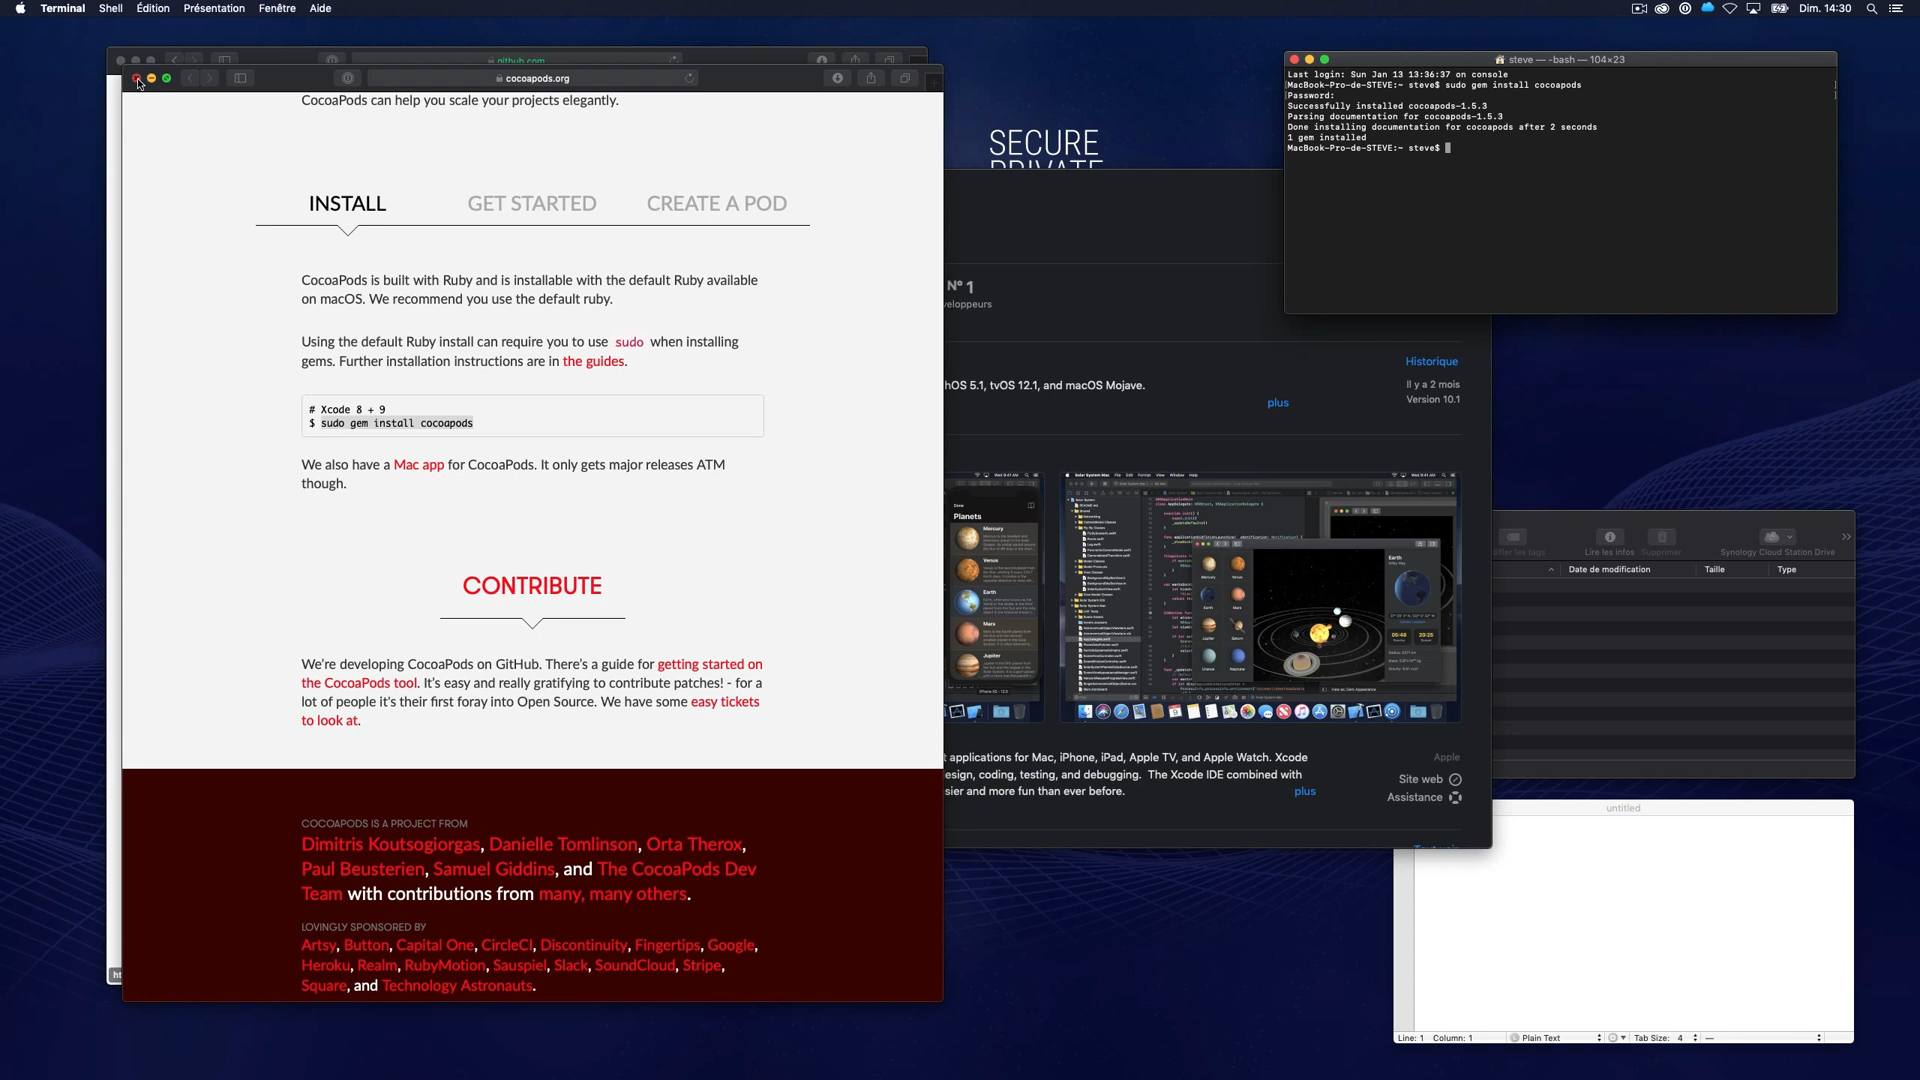 Terminal Shell Édition Présentation Fenêtre Aide
Dim. 14:30
github.com
cocoapods.org
CocoaPods can help you scale your projects elegantly.
INSTALL GET STARTED CREATE A POD
CocoaPods is built with Ruby and is installable with the default Ruby available
on macOS. We recommend you use the default ruby.
Using the default Ruby install can require you to use sudo when installing
gems. Further installation instructions are in the guides.
# Xcode 8 + 9
$ sudo gem install cocoapods
We also have a Mac app for CocoaPods. It only gets major releases ATM
though.
CONTRIBUTE
We're developing CocoaPods on GitHub. There's a guide for getting started on
the CocoaPods tool. It's easy and really gratifying to contribute patches! - for a
lot of people it's their first foray into Open Source. We have some easy tickets
to look at.
COCOAPODS IS A PROJECT FROM
Dimitris Koutsogiorgas, Danielle Tomlinson, Orta Therox,
Paul Beusterien, Samuel Giddins, and The CocoaPods Dev
Team with contributions from many, many others.
LOVINGLY SPONSORED BY
Artsy, Button, Capital One, CircleCI, Discontinuity, Fingertips, Google,
Heroku, Realm, RubyMotion, Sauspiel, Slack, SoundCloud, Stripe,
Square, and Technology Astronauts.
ht
SECURE
PRIVATE
N° 1
veloppeurs
Historique
hOS 5.1, tvOS 12.1, and macOS Mojave.
Il y a 2 mois
plus
Version 10.1
Planets
Mercury
Venus
Earth
Mars
Jupiter
t applications for Mac, iPhone, iPad, Apple TV, and Apple Watch. Xcode
esign, coding, testing, and debugging. The Xcode IDE combined with
sier and more fun than ever before.
plus
Apple
Site web
Assistance
steve — -bash — 104×23
Last login: Sun Jan 13 13:36:37 on console
[MacBook-Pro-de-STEVE:~ steve$ sudo gem install cocoapods ]
[Password: ]
Successfully installed cocoapods-1.5.3
Parsing documentation for cocoapods-1.5.3
Done installing documentation for cocoapods after 2 seconds
1 gem installed
MacBook-Pro-de-STEVE:~ steve$
difier les tags Lire les infos Supprimer Synology Cloud Station Drive
Date de modification Taille Type
untitled
Line: 1 Column: 1 Plain Text Tab Size: 4 —